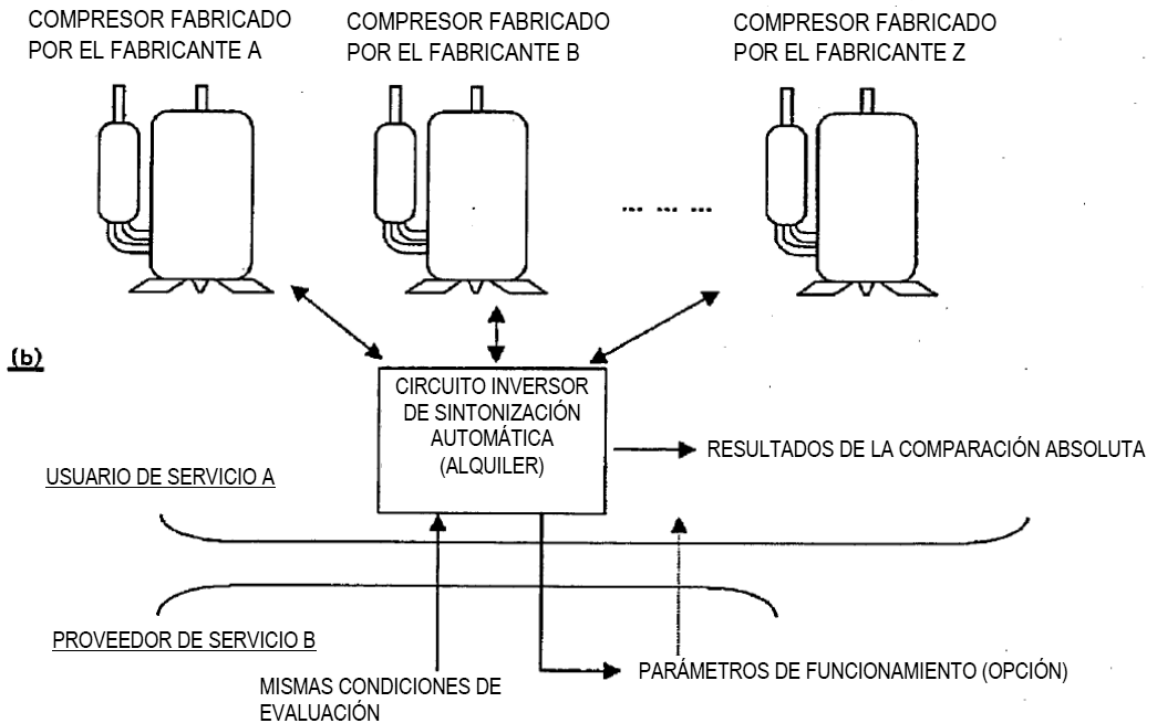 COMPRESOR FABRICADO
POR EL FABRICANTE A
COMPRESOR FABRICADO
POR EL FABRICANTE B
COMPRESOR FABRICADO
POR EL FABRICANTE Z
... ... ...
(b)
CIRCUITO INVERSOR
DE SINTONIZACIÓN
AUTOMÁTICA
(ALQUILER)
RESULTADOS DE LA COMPARACIÓN ABSOLUTA
USUARIO DE SERVICIO A
PROVEEDOR DE SERVICIO B
PARÁMETROS DE FUNCIONAMIENTO (OPCIÓN)
MISMAS CONDICIONES DE
EVALUACIÓN